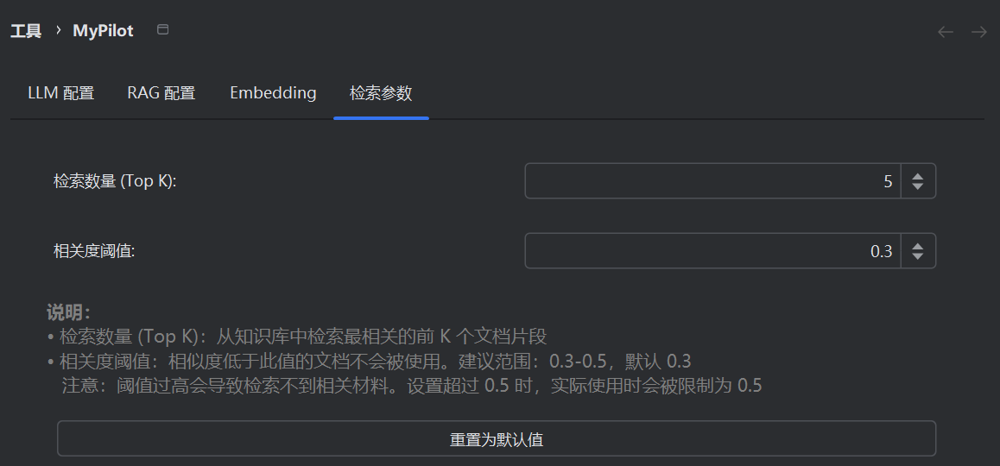 工具 › MyPilot
LLM 配置 RAG 配置 Embedding 检索参数
检索数量 (Top K): 5
相关度阈值: 0.3
说明：
• 检索数量 (Top K)：从知识库中检索最相关的前 K 个文档片段
• 相关度阈值：相似度低于此值的文档不会被使用。建议范围：0.3-0.5，默认 0.3
注意：阈值过高会导致检索不到相关材料。设置超过 0.5 时，实际使用时会被限制为 0.5
重置为默认值